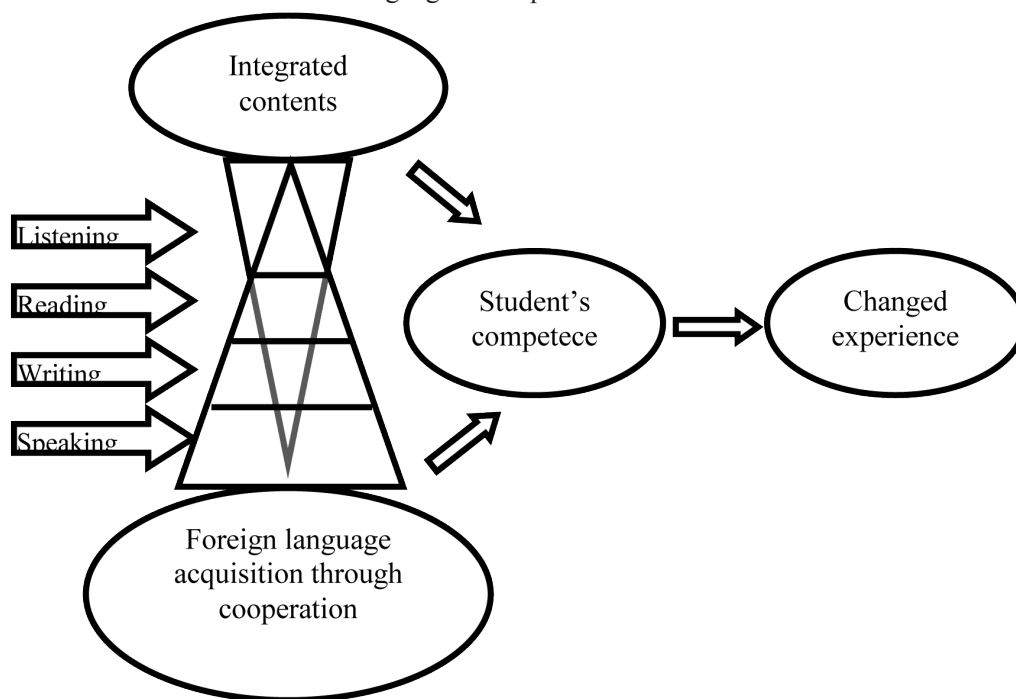 Integrated
contents
Listening
Reading
Writing
Speaking
Student’s
competece
Changed
experience
Foreign language
acquisition through
cooperation